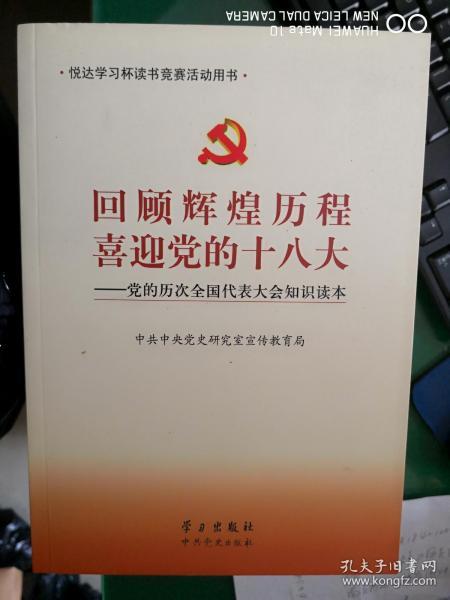 HUAWEI Mate 10
NEW LEICA DUAL CAMERA
·悦达学习杯读书竞赛活动用书·
回顾辉煌历程
喜迎党的十八大
——党的历次全国代表大会知识读本
中共中央党史研究室宣传教育局
学习出版社
中共党史出版社
孔夫子旧书网
www.kongfz.com